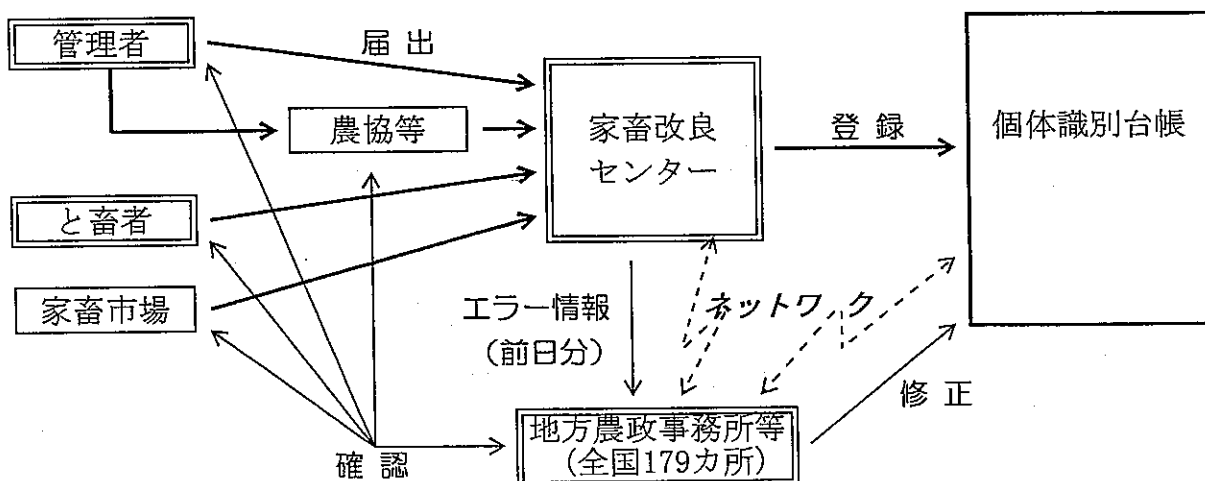 管理者
届出
農協等
家畜改良
センター
登録
個体識別台帳
と畜者
家畜市場
エラー情報
(前日分)
ネットワク
修正
地方農政事務所等
(全国179カ所)
確認